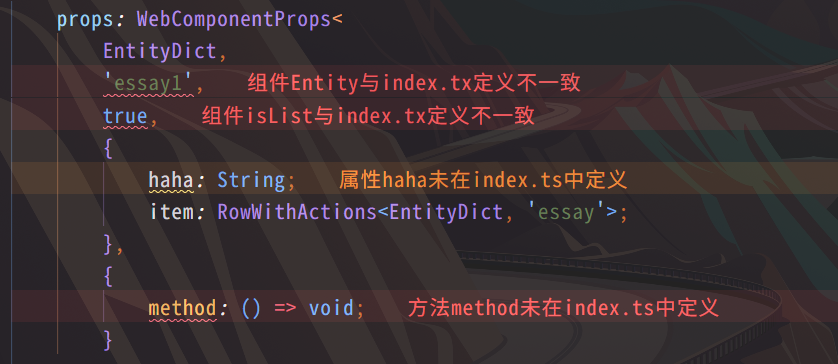 props: WebComponentProps<
EntityDict,
'essay1', 组件Entity与index.tx定义不一致
true, 组件isList与index.tx定义不一致
{
haha: String; 属性haha未在index.ts中定义
item: RowWithActions<EntityDict, 'essay'>;
},
{
method: () => void; 方法method未在index.ts中定义
}